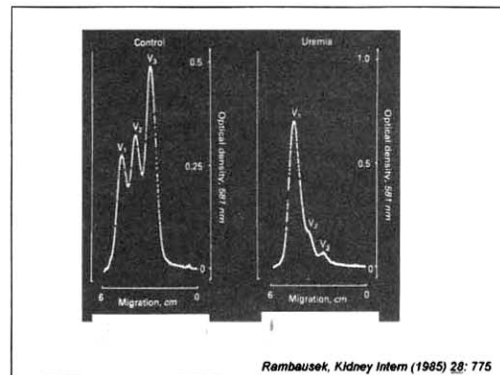 Control
V₁
V₂
V₃
0.5
0.25
0
Optical density, 581 nm
6
0
Migration, cm
Uremia
V₁
V₂
V₃
1.0
0.5
0
Optical density, 581 nm
6
0
Migration, cm
Rambausek, Kidney Intern (1985) 28: 775